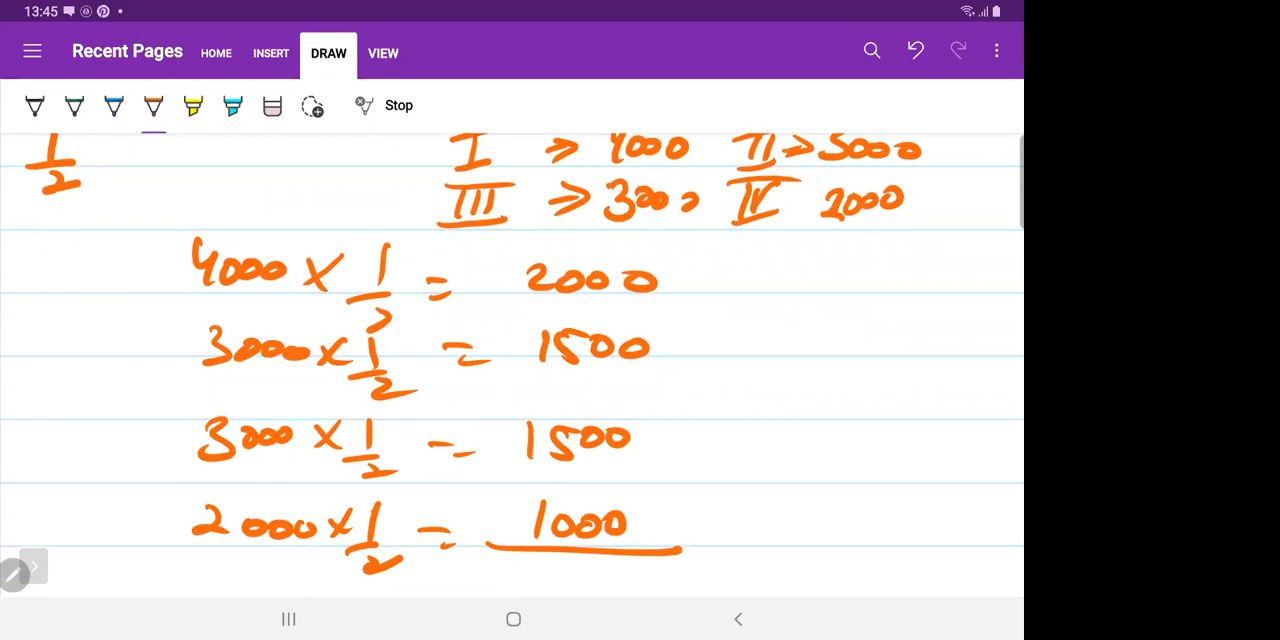 13:45
Recent Pages HOME INSERT DRAW VIEW
Stop
1/2
I => 4000 II => 3000
III => 3000 IV 2000
4000 × 1/2 = 2000
3000 × 1/2 = 1500
3000 × 1/2 = 1500
2000 × 1/2 = 1000